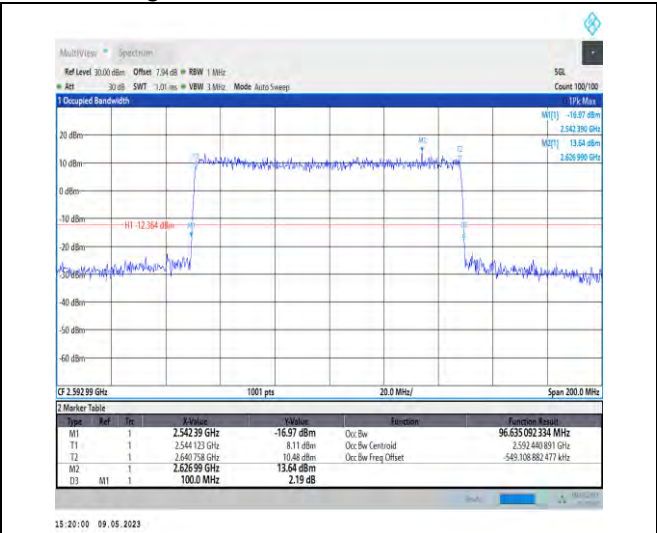 MultiView Spectrum
Ref Level 30.00 dBm Offset 7.94 dB RBW 1 MHz SGL
Att 30 dB SWT 1.01 ms VBW 3 MHz Mode Auto Sweep Count 100/100
1 Occupied Bandwidth 1Pk Max
M1[1] -16.97 dBm
2.542 390 GHz
M2[1] 13.64 dBm
2.626 990 GHz
20 dBm
M2
T2
T1
10 dBm
0 dBm
-10 dBm
H1 -12.364 dBm
M1
D3
-20 dBm
-30 dBm
-40 dBm
-50 dBm
-60 dBm
CF 2.592 99 GHz 1001 pts 20.0 MHz/ Span 200.0 MHz
2 Marker Table
Type Ref Trc X-Value Y-Value Function Function Result
M1 1 2.542 39 GHz -16.97 dBm Occ Bw 96.635 092 334 MHz
T1 1 2.544 123 GHz 8.11 dBm Occ Bw Centroid 2.592 440 891 GHz
T2 1 2.640 758 GHz 10.48 dBm Occ Bw Freq Offset -549.108 882 477 kHz
M2 1 2.626 99 GHz 13.64 dBm
D3 M1 1 100.0 MHz 2.19 dB
15:20:00 09.05.2023